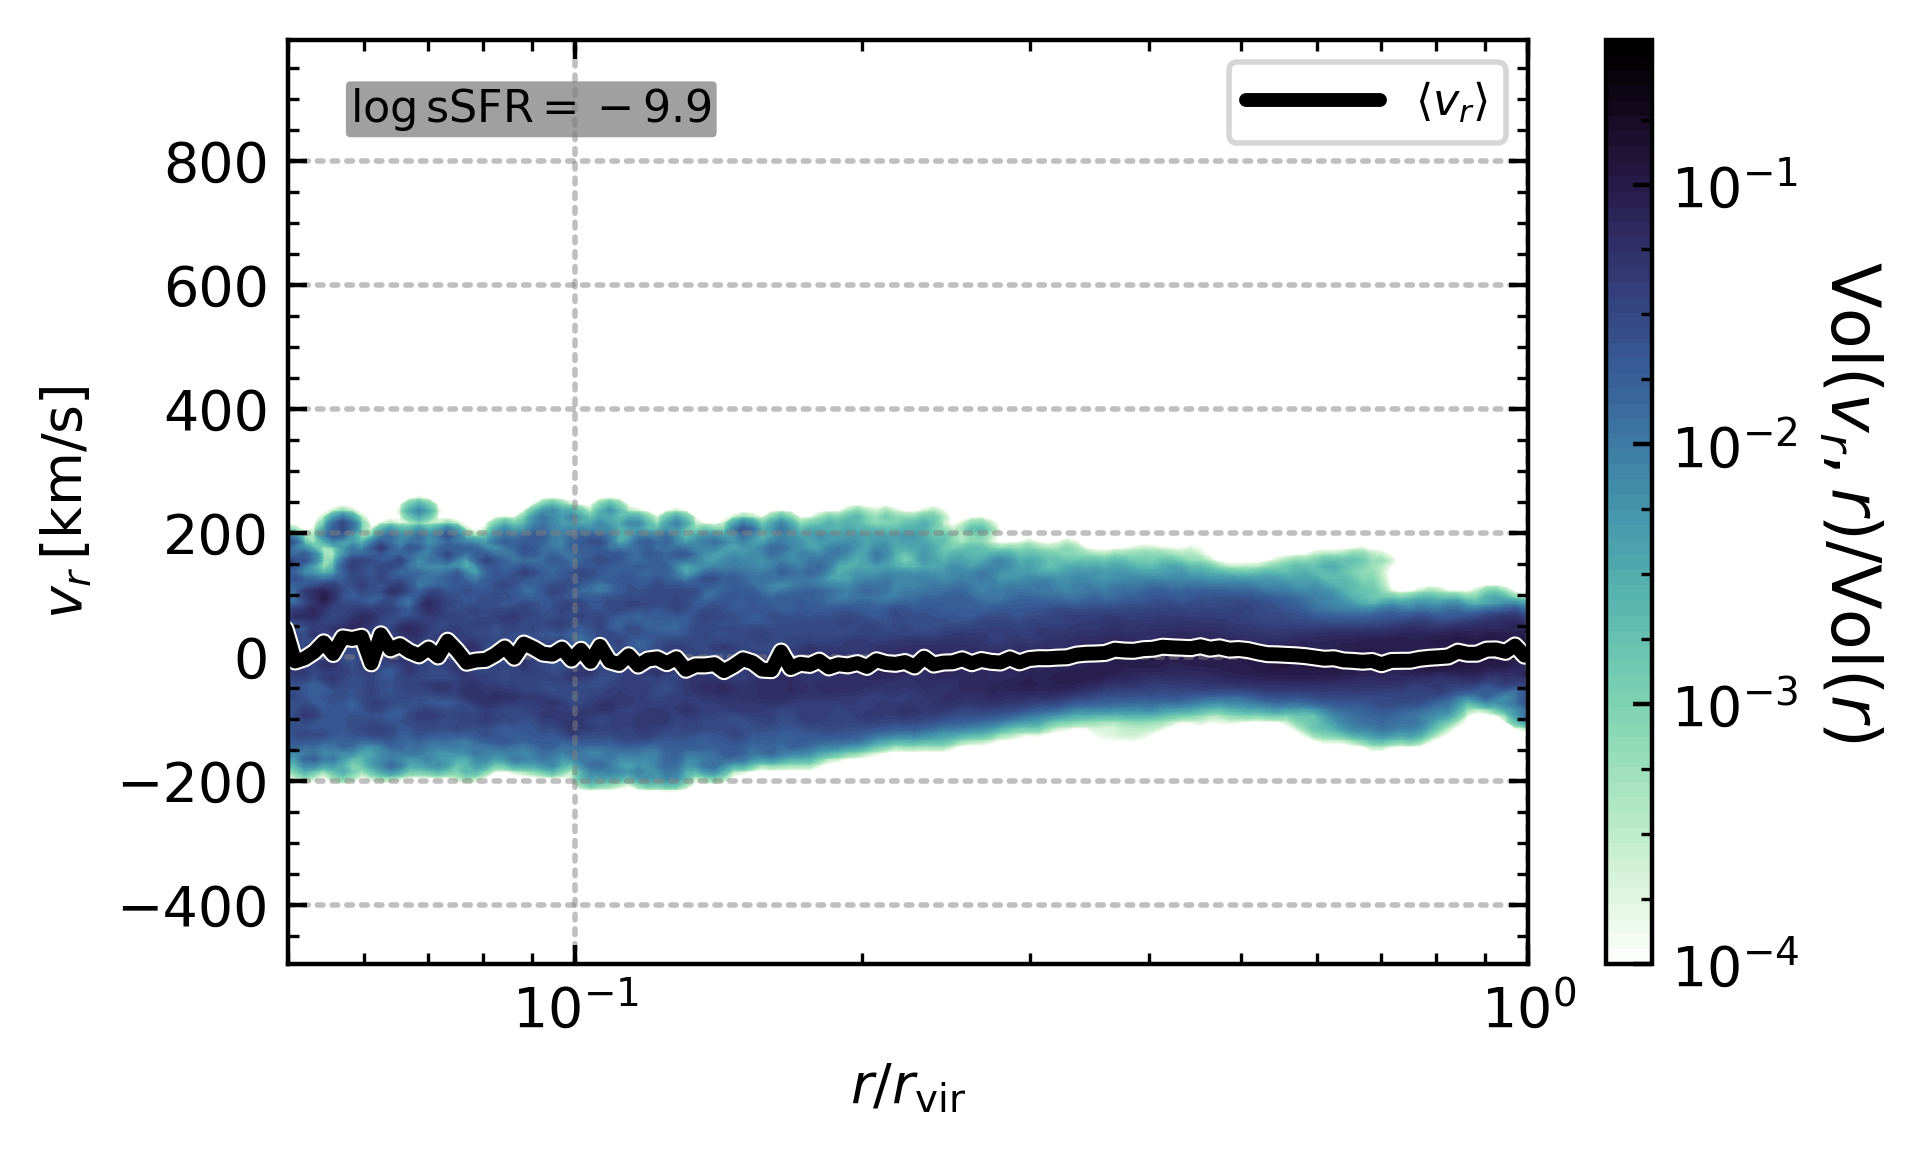 log sSFR = −9.9
⟨v_r⟩
800
600
400
200
0
−200
−400
v_r [km/s]
10^−1
10^0
r/r_vir
10^−1
10^−2
10^−3
10^−4
Vol(v_r, r)/Vol(r)